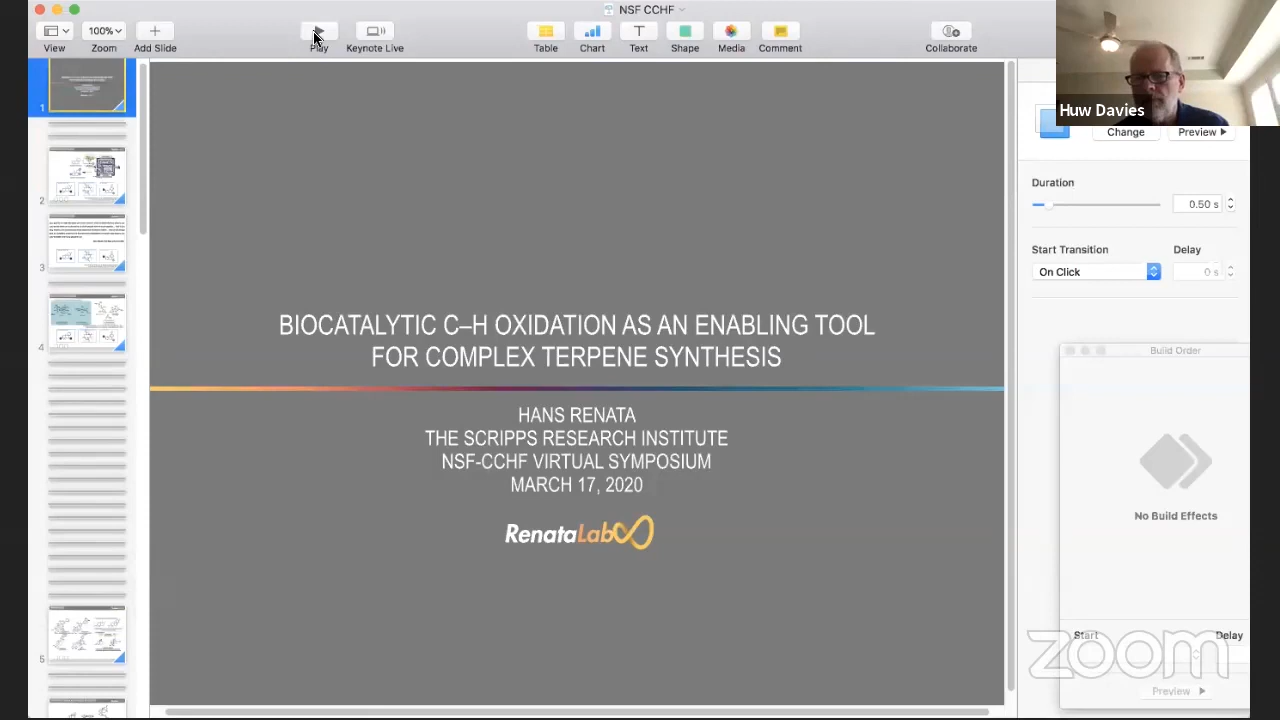 NSF CCHF
100%
View
Zoom
Add Slide
Play
Keynote Live
Table
Chart
Text
Shape
Media
Comment
Collaborate
Huw Davies
Change
Preview
Duration
0.50 s
Start Transition
Delay
On Click
0 s
1
2
3
4
5
BIOCATALYTIC C–H OXIDATION AS AN ENABLING TOOL
FOR COMPLEX TERPENE SYNTHESIS
HANS RENATA
THE SCRIPPS RESEARCH INSTITUTE
NSF-CCHF VIRTUAL SYMPOSIUM
MARCH 17, 2020
RenataLab
Build Order
No Build Effects
Start
Delay
zoom
Preview